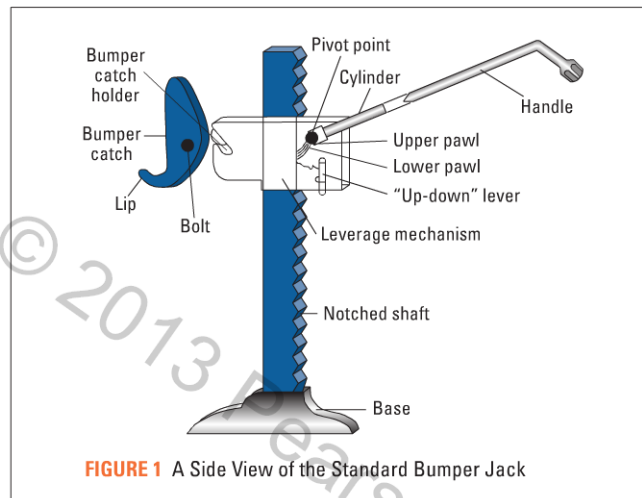 Pivot point
Bumper
catch
holder
Cylinder
Handle
Bumper
catch
Upper pawl
Lower pawl
"Up-down" lever
Lip
Bolt
Leverage mechanism
Notched shaft
Base
© 2013 Pears
FIGURE 1 A Side View of the Standard Bumper Jack